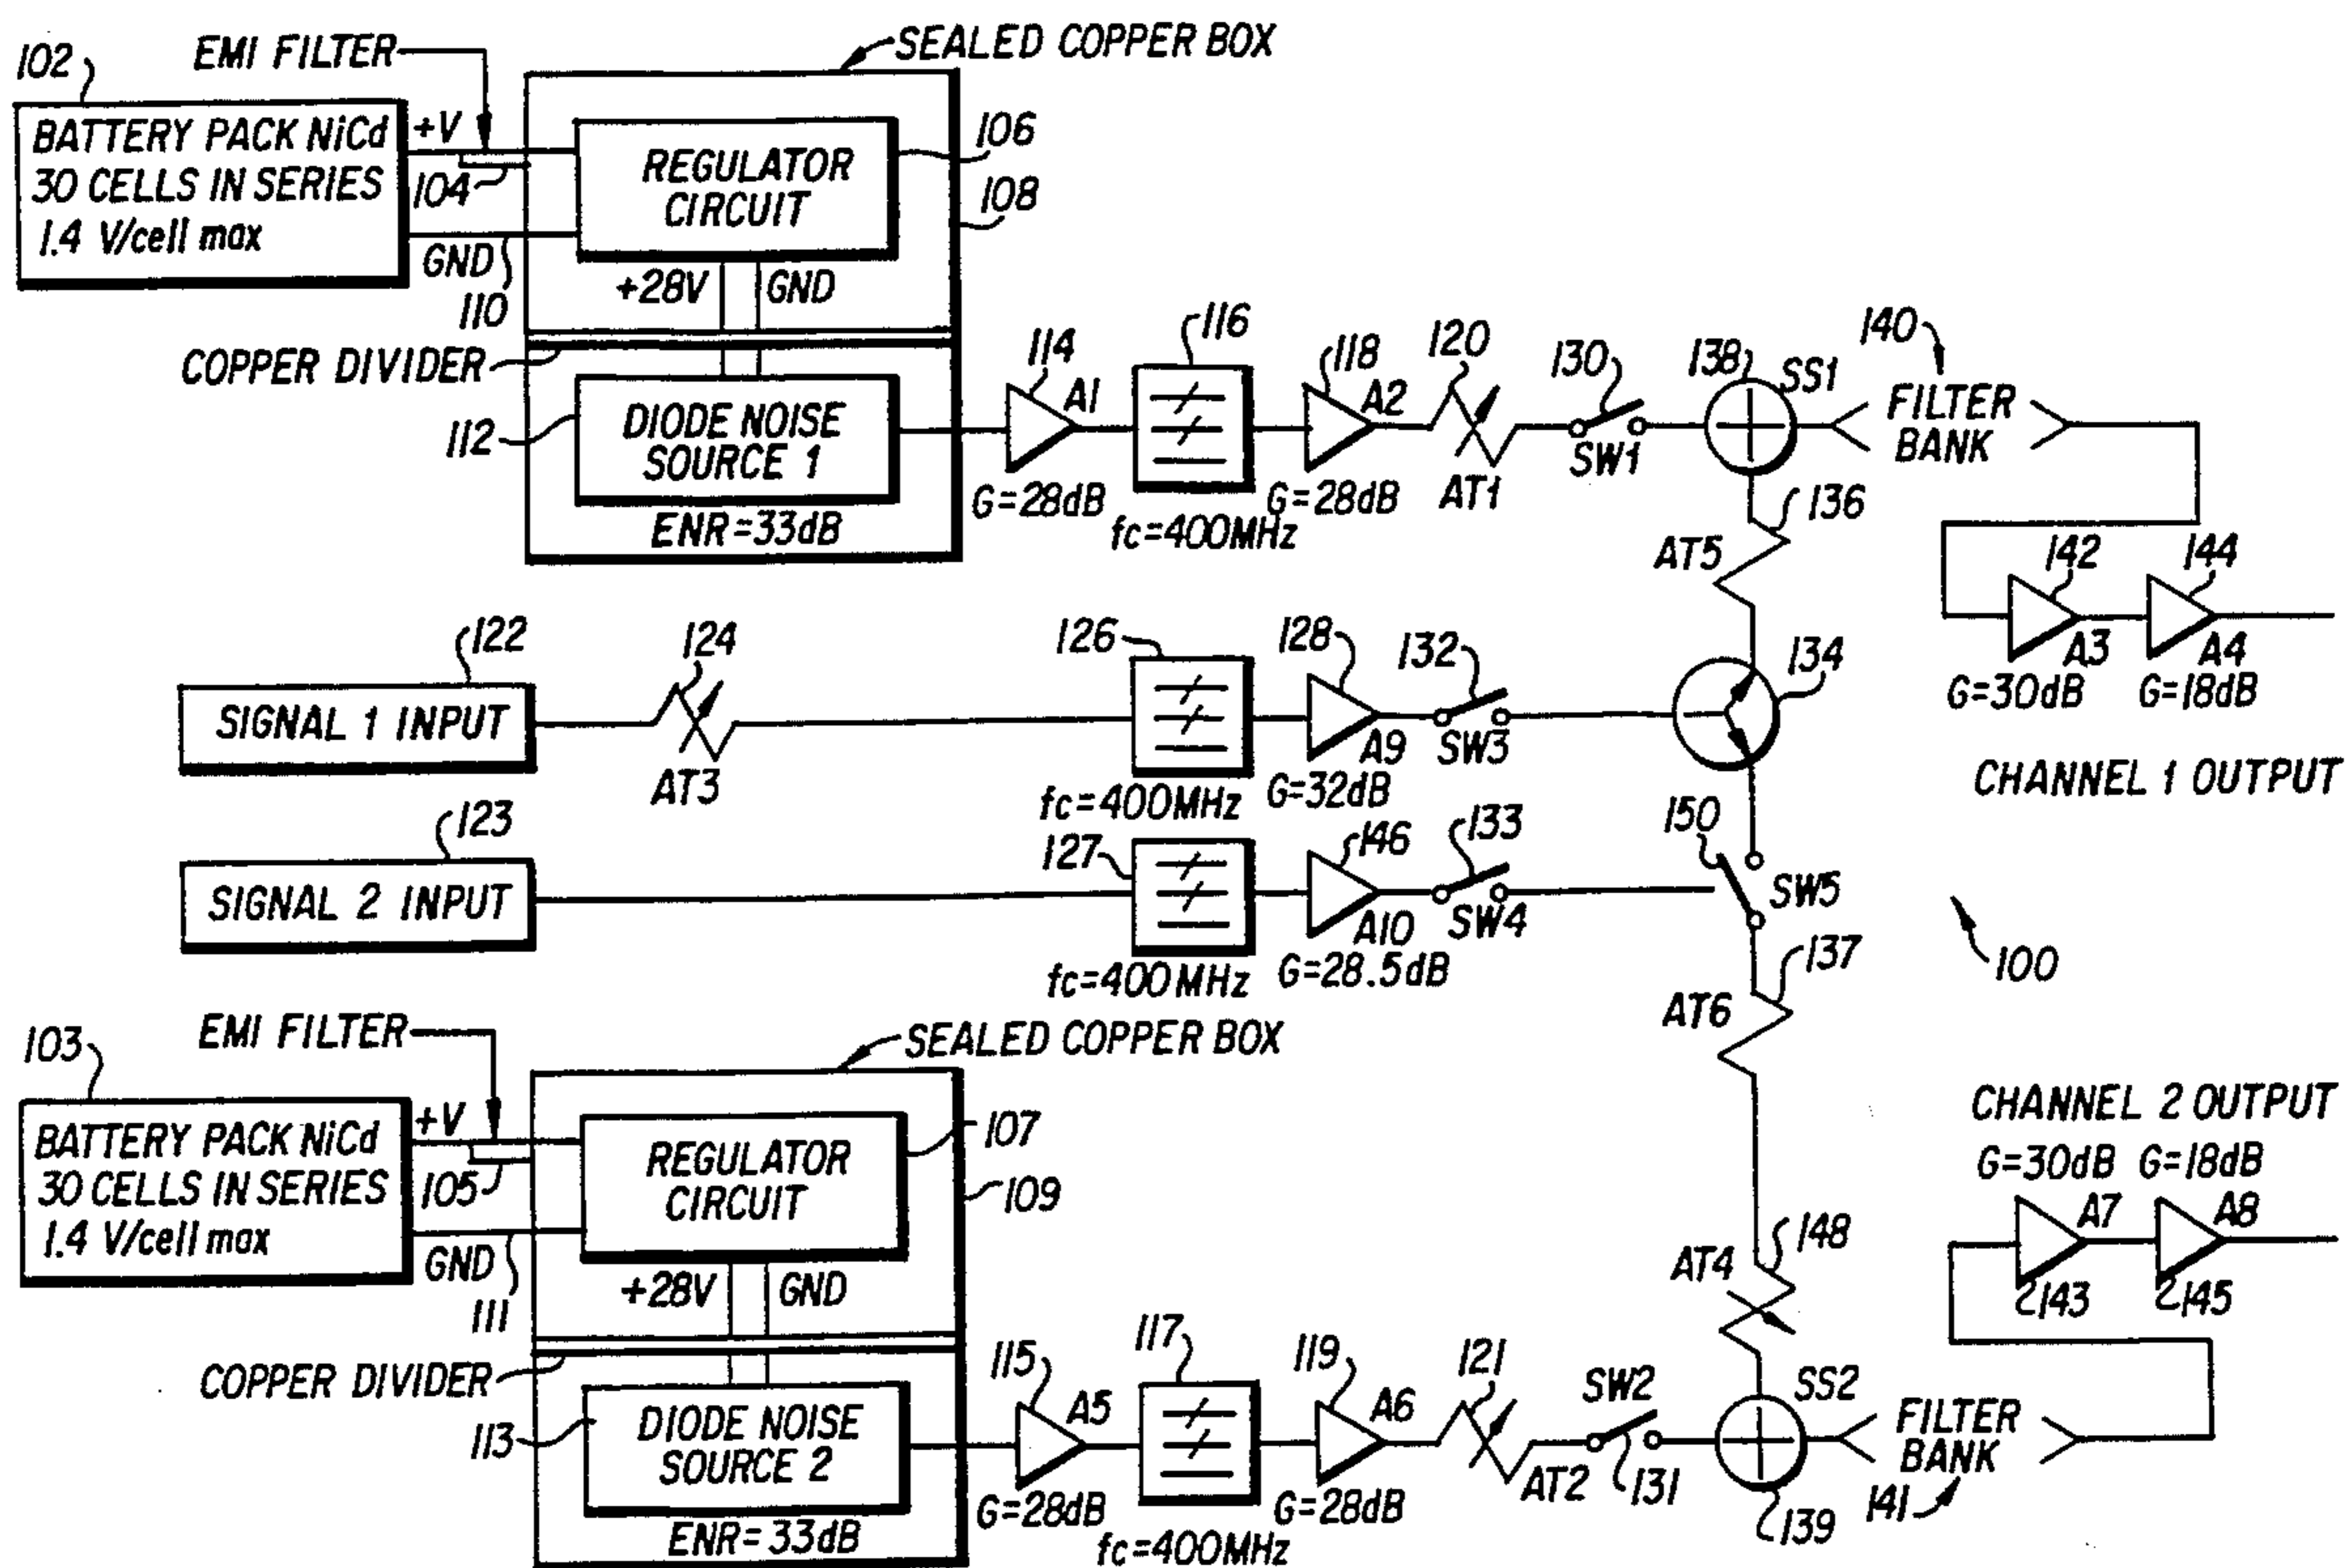 EMI FILTER
SEALED COPPER BOX
102
BATTERY PACK NiCd
30 CELLS IN SERIES
1.4 V/cell max
+V
104
GND
110
REGULATOR
CIRCUIT
106
108
+28V
GND
COPPER DIVIDER
112
DIODE NOISE
SOURCE 1
ENR=33dB
114
A1
G=28dB
116
fc=400MHz
118
A2
G=28dB
120
AT1
130
SW1
138
SS1
140
FILTER
BANK
136
AT5
142
A3
G=30dB
144
A4
G=18dB
CHANNEL 1 OUTPUT
122
SIGNAL 1 INPUT
124
AT3
126
fc=400MHz
128
A9
G=32dB
132
SW3
134
123
SIGNAL 2 INPUT
127
fc=400MHz
146
A10
G=28.5dB
133
SW4
150
SW5
100
137
AT6
EMI FILTER
SEALED COPPER BOX
103
BATTERY PACK NiCd
30 CELLS IN SERIES
1.4 V/cell max
+V
105
GND
111
REGULATOR
CIRCUIT
107
109
+28V
GND
COPPER DIVIDER
113
DIODE NOISE
SOURCE 2
ENR=33dB
115
A5
G=28dB
117
fc=400MHz
119
A6
G=28dB
121
AT2
SW2
131
148
AT4
SS2
139
FILTER
BANK
141
CHANNEL 2 OUTPUT
G=30dB G=18dB
A7
143
A8
145